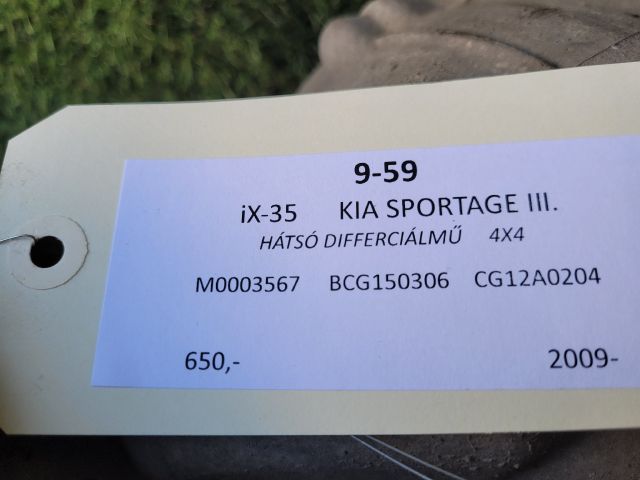 9-59
iX-35 KIA SPORTAGE III.
HÁTSÓ DIFFERCIÁLMŰ 4X4
M0003567 BCG150306 CG12A0204
650,- 2009-